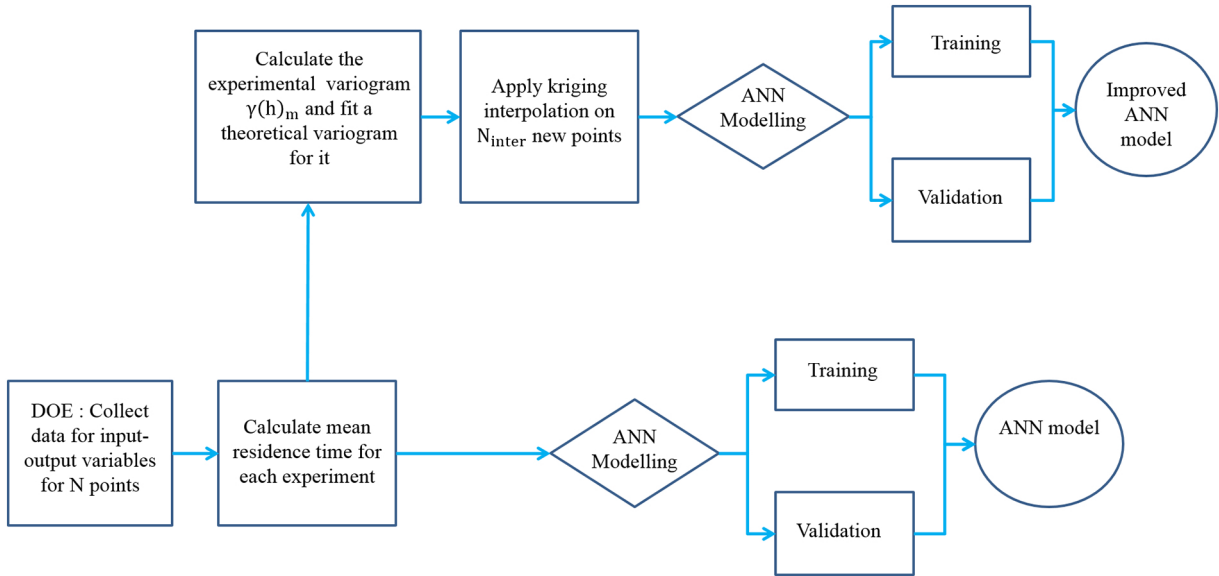 Calculate the
experimental variogram
γ(h)ₘ and fit a
theoretical variogram
for it
Apply kriging
interpolation on
Nᵢₙₜₑᵣ new points
ANN
Modelling
Training
Validation
Improved
ANN
model
DOE : Collect
data for input-
output variables
for N points
Calculate mean
residence time for
each experiment
ANN
Modelling
Training
Validation
ANN model